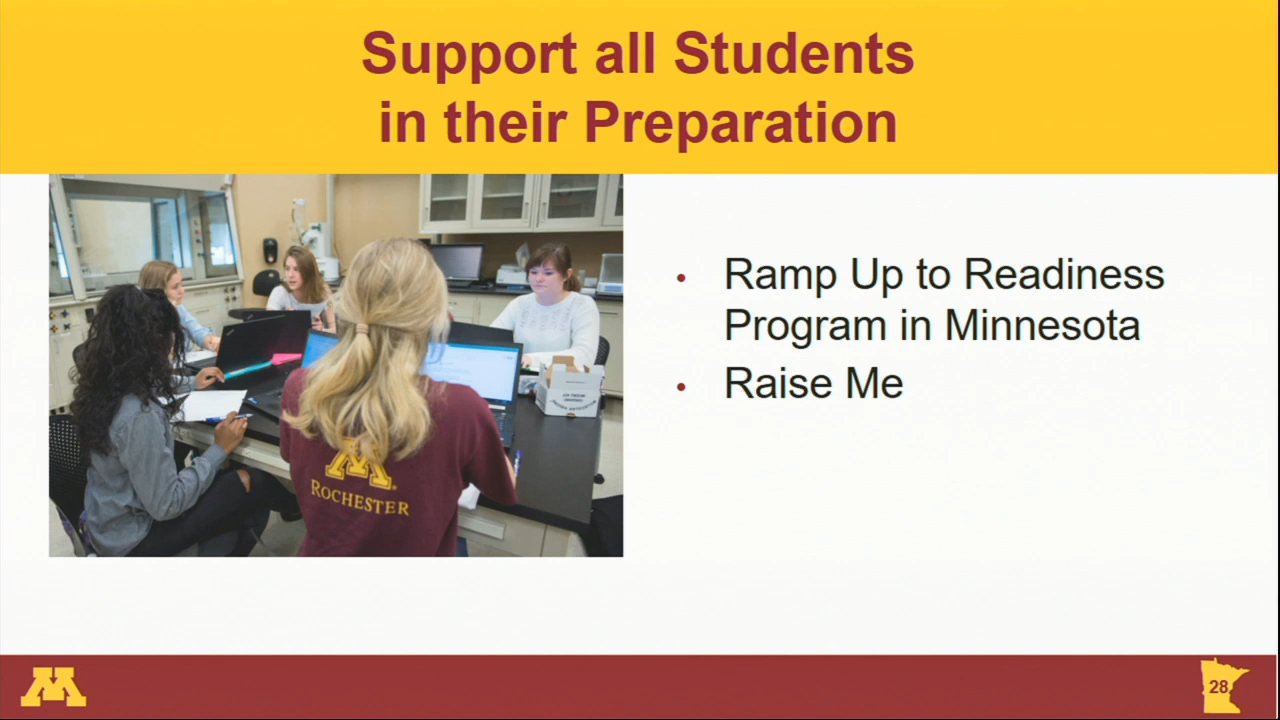 Support all Students
in their Preparation
Ramp Up to Readiness
Program in Minnesota
Raise Me
M
ROCHESTER
M
28